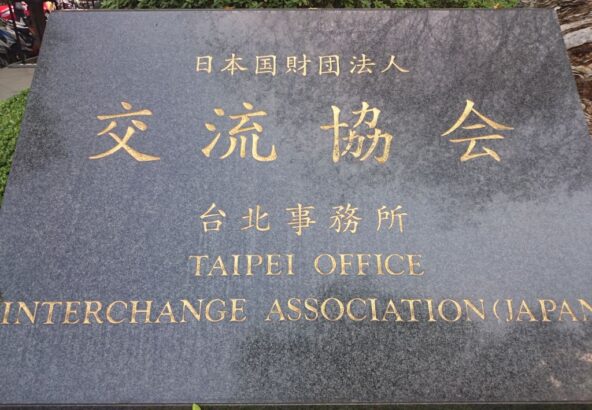 日本国財団法人
交流協会
台北事務所
TAIPEI OFFICE
INTERCHANGE ASSOCIATION (JAPAN